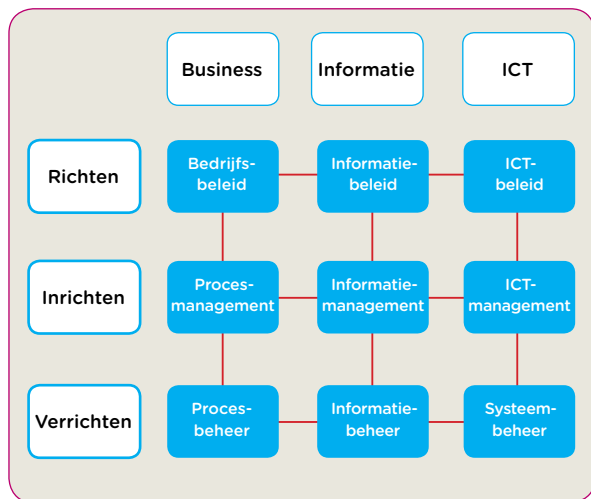 Business Informatie ICT
Richten
Bedrijfs-
beleid
Informatie-
beleid
ICT-
beleid
Inrichten
Proces-
management
Informatie-
management
ICT-
management
Verrichten
Proces-
beheer
Informatie-
beheer
Systeem-
beheer